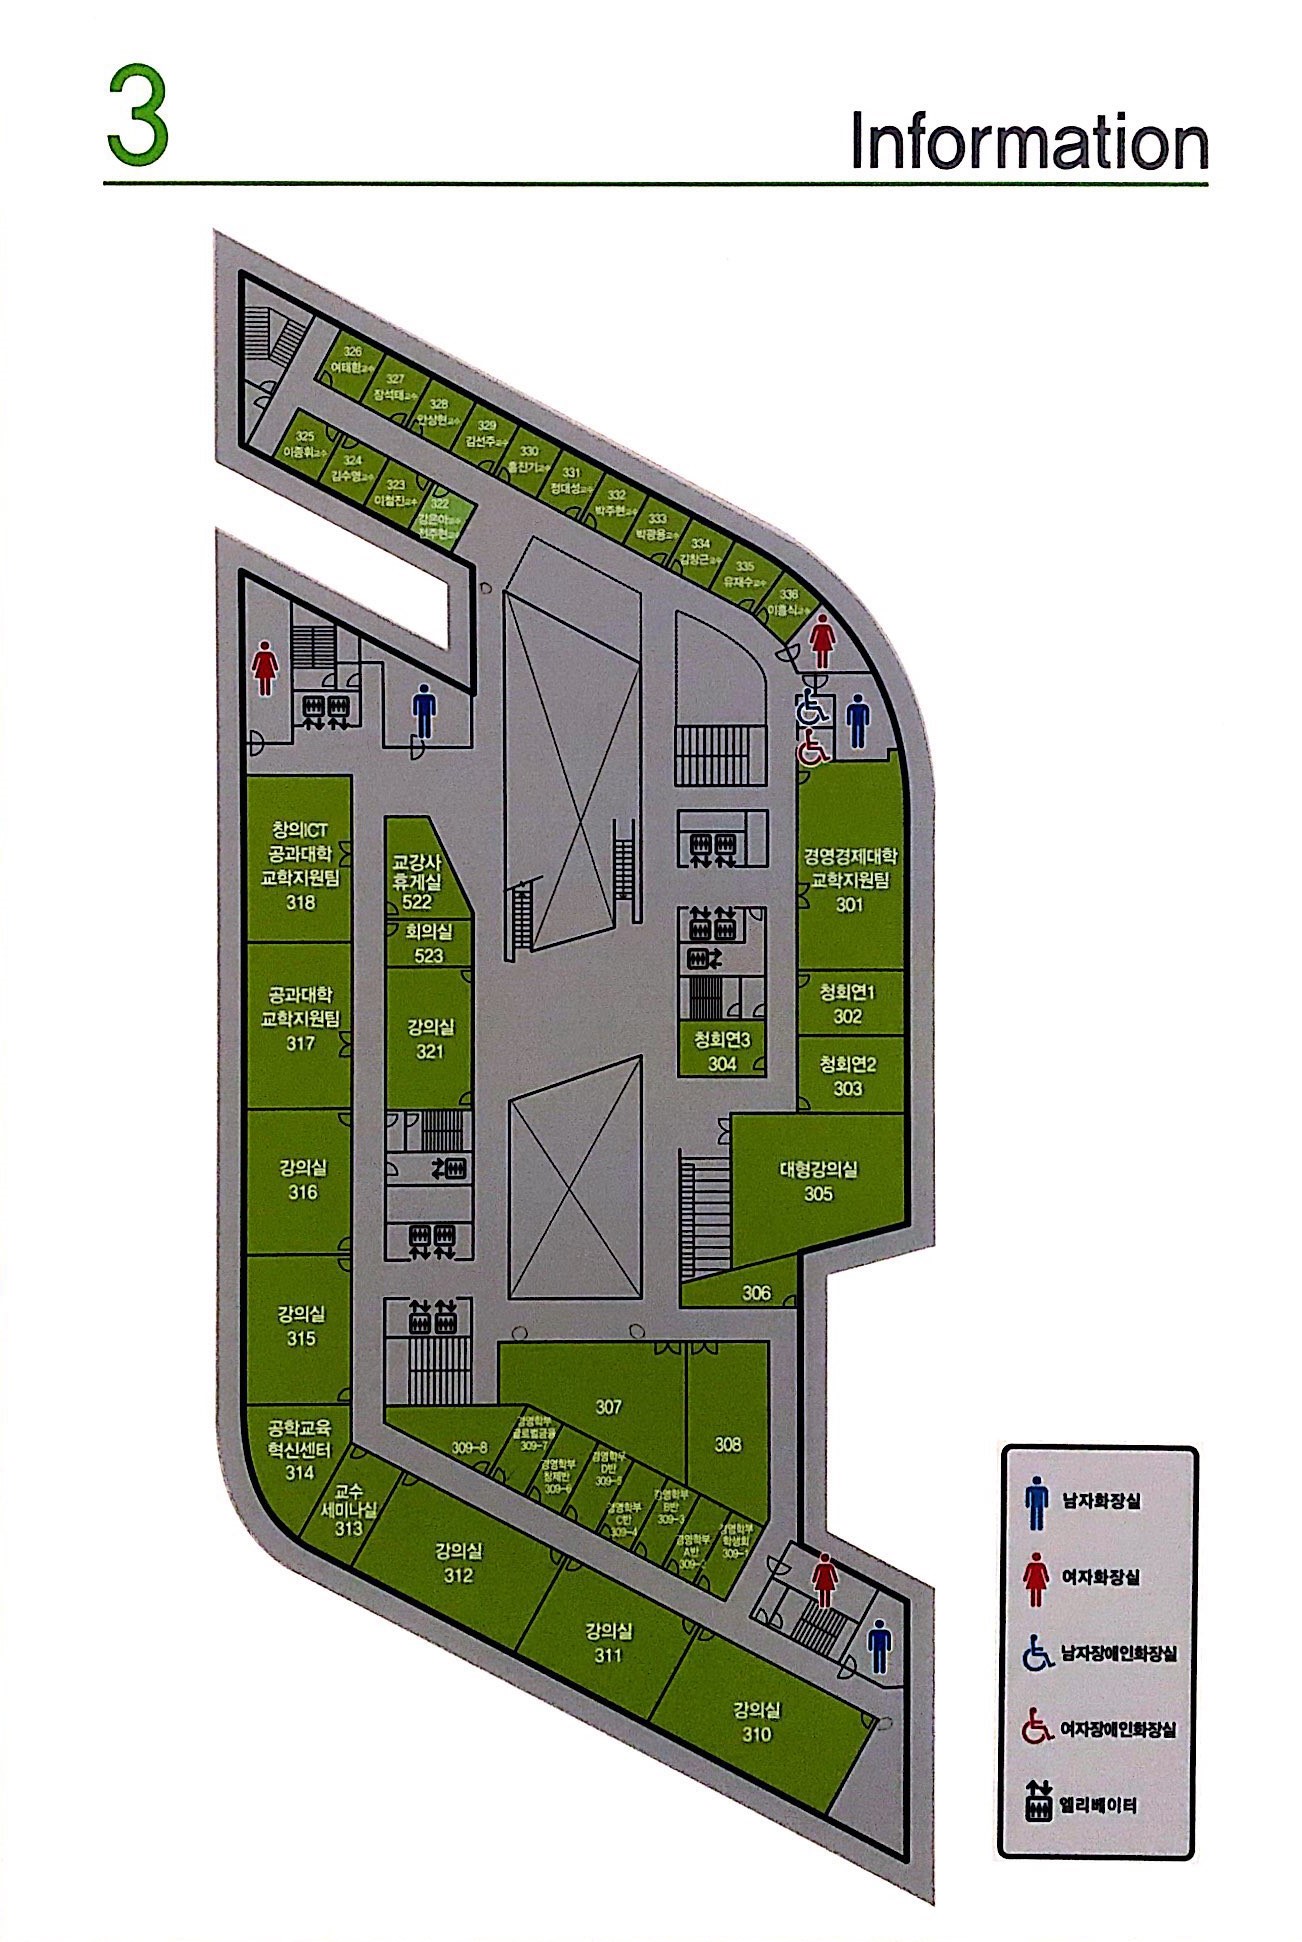 3
Information
326
여태환교수
327
장석태교수
328
안상현교수
329
김선주교수
330
홍진기교수
331
정대성교수
332
박주현교수
333
박광용교수
334
김창근교수
335
유재수교수
336
이흠식교수
325
이종휘교수
324
김수영교수
323
이철진교수
322
강은아교수
천주현교수
창의ICT
공과대학
교학지원팀
318
교강사
휴게실
522
회의실
523
경영경제대학
교학지원팀
301
공과대학
교학지원팀
317
강의실
321
청회연1
302
청회연3
304
청회연2
303
강의실
316
대형강의실
305
306
강의실
315
307
308
공학교육
혁신센터
314
309-8
경영학부
글로벌금융
309-7
경영학부
창제반
309-6
경영학부
D반
309-5
경영학부
C반
309-4
경영학부
B반
309-3
경영학부
A반
경영학부
학생회
309-1
교수
세미나실
313
강의실
312
강의실
311
강의실
310
남자화장실
여자화장실
남자장애인화장실
여자장애인화장실
엘리베이터